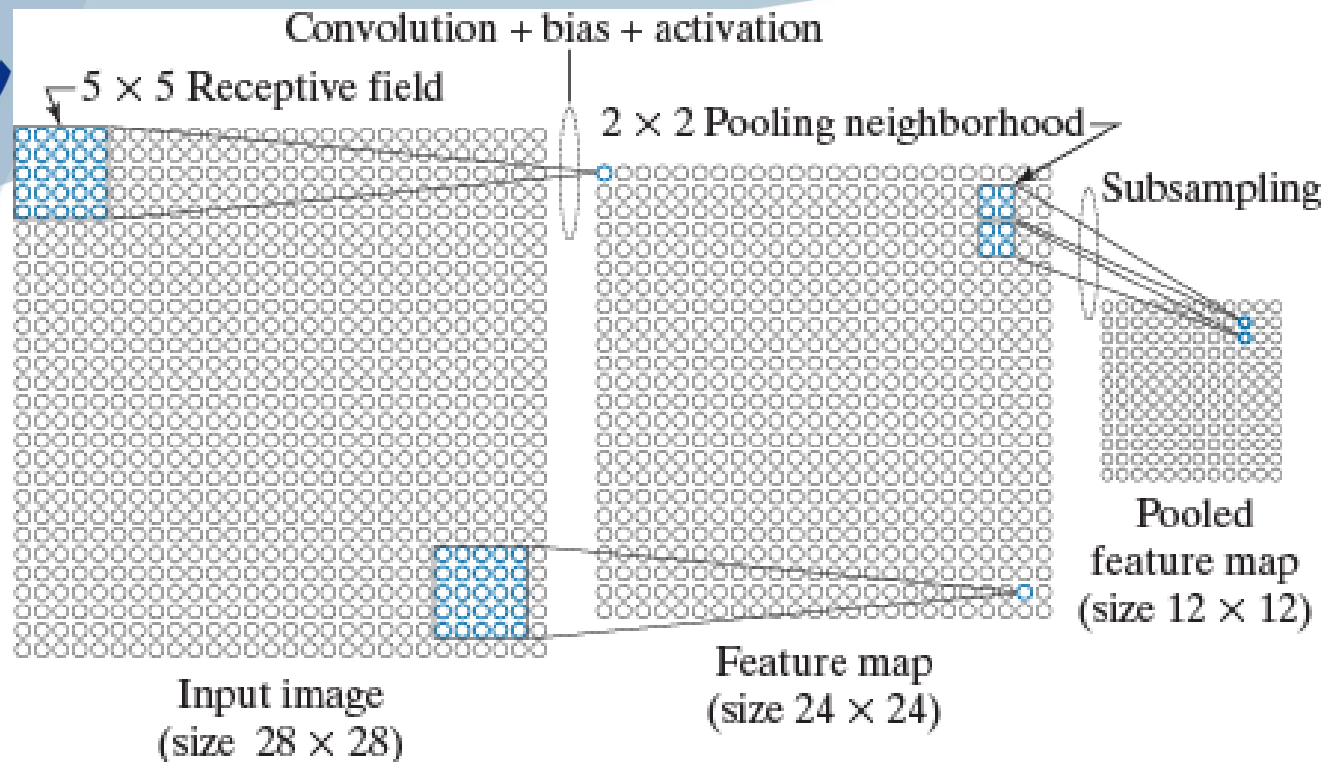 Convolution + bias + activation
5 × 5 Receptive field
2 × 2 Pooling neighborhood
Subsampling
Pooled
feature map
(size 12 × 12)
Feature map
(size 24 × 24)
Input image
(size 28 × 28)